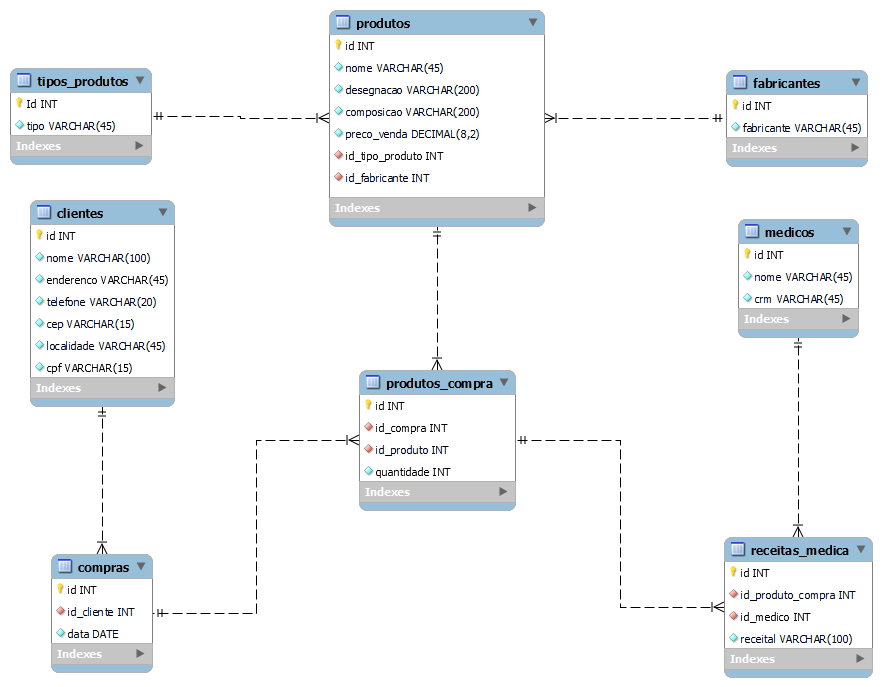 produtos
id INT
nome VARCHAR(45)
desegnacao VARCHAR(200)
composicao VARCHAR(200)
preco_venda DECIMAL(8,2)
id_tipo_produto INT
id_fabricante INT
Indexes
tipos_produtos
Id INT
tipo VARCHAR(45)
Indexes
fabricantes
id INT
fabricante VARCHAR(45)
Indexes
clientes
id INT
nome VARCHAR(100)
enderenco VARCHAR(45)
telefone VARCHAR(20)
cep VARCHAR(15)
localidade VARCHAR(45)
cpf VARCHAR(15)
Indexes
medicos
id INT
nome VARCHAR(45)
crm VARCHAR(45)
Indexes
produtos_compra
id INT
id_compra INT
id_produto INT
quantidade INT
Indexes
compras
id INT
id_cliente INT
data DATE
Indexes
receitas_medica
id INT
id_produto_compra INT
id_medico INT
receital VARCHAR(100)
Indexes